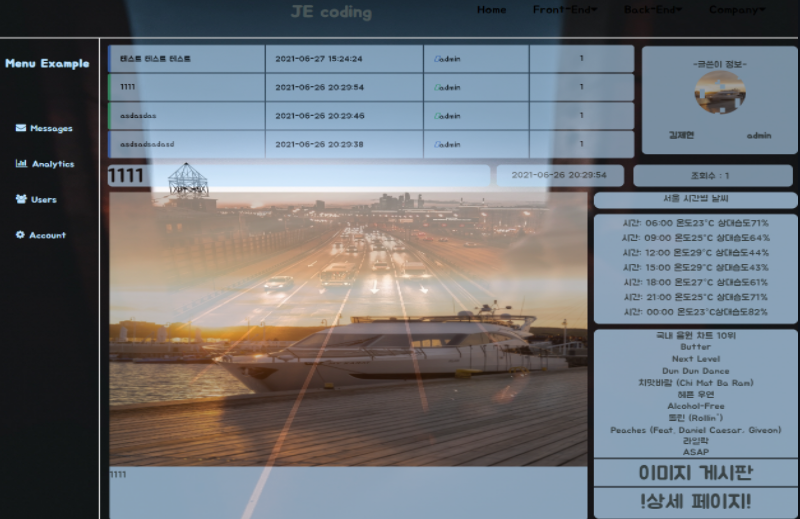 JE coding
Home Front-End Back-End Company
Menu Example
Messages
Analytics
Users
Account
테스트 테스트 테스트 2021-06-27 15:24:24 admin 1
1111 2021-06-26 20:29:54 admin 1
asdasdas 2021-06-26 20:29:46 admin 1
asdsadsadasd 2021-06-26 20:29:38 admin 1
-글쓴이 정보-
김제현 admin
1111 2021-06-26 20:29:54 조회수 : 1
서울 시간별 날씨
시간: 06:00 온도23°C 상대습도71%
시간: 09:00 온도25°C 상대습도64%
시간: 12:00 온도29°C 상대습도44%
시간: 15:00 온도29°C 상대습도43%
시간: 18:00 온도27°C 상대습도61%
시간: 21:00 온도25°C 상대습도71%
시간: 00:00 온도23°C상대습도82%
국내 음원 차트 10위
Butter
Next Level
Dun Dun Dance
치맛바람 (Chi Mat Ba Ram)
헤픈 우연
Alcohol-Free
롤린 (Rollin')
Peaches (Feat. Daniel Caesar, Giveon)
라일락
ASAP
1111
이미지 게시판
!상세 페이지!